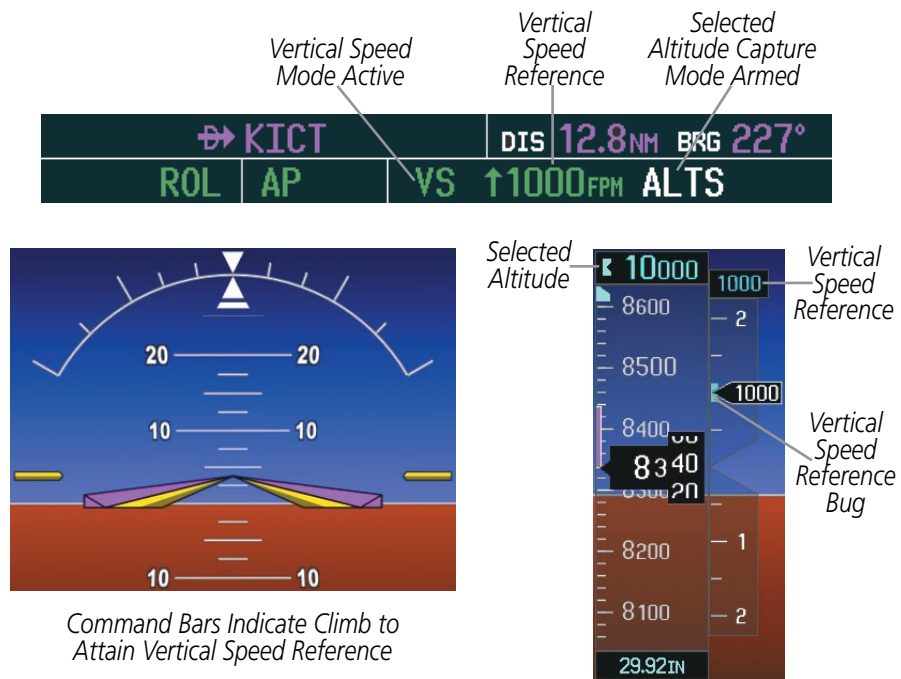 Vertical Speed
Mode Active
Vertical
Speed
Reference
Selected
Altitude Capture
Mode Armed
KICT
DIS 12.8NM BRG 227°
ROL AP VS ↑1000FPM ALTS
20 20
10 10
10 10
Command Bars Indicate Climb to
Attain Vertical Speed Reference
Selected
Altitude
10000
1000
Vertical
Speed
Reference
8600
2
8500
1000
8400
8340
20
8200
1
8100
2
29.92IN
Vertical
Speed
Reference
Bug